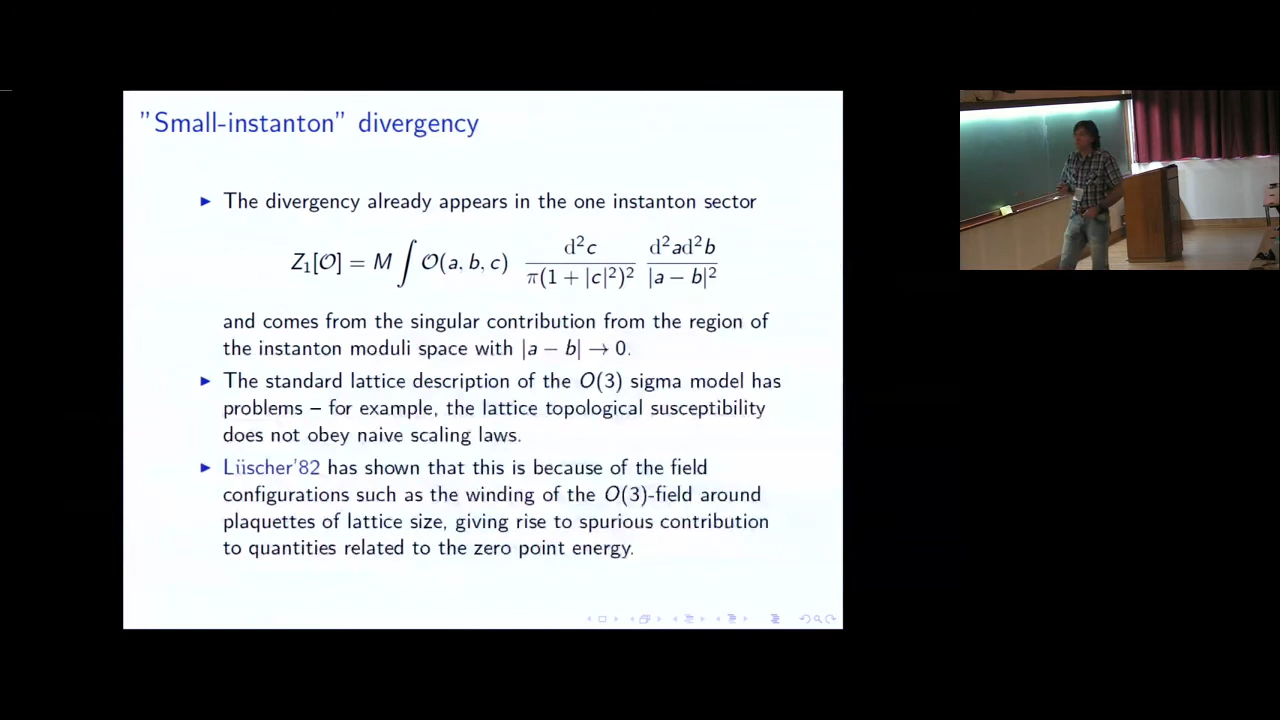 "Small-instanton" divergency
► The divergency already appears in the one instanton sector
Z₁[𝒪] = M ∫ 𝒪(a, b, c) d²c / π(1 + |c|²)² d²ad²b / |a − b|²
and comes from the singular contribution from the region of
the instanton moduli space with |a − b| → 0.
► The standard lattice description of the O(3) sigma model has
problems – for example, the lattice topological susceptibility
does not obey naive scaling laws.
► Lüscher'82 has shown that this is because of the field
configurations such as the winding of the O(3)-field around
plaquettes of lattice size, giving rise to spurious contribution
to quantities related to the zero point energy.